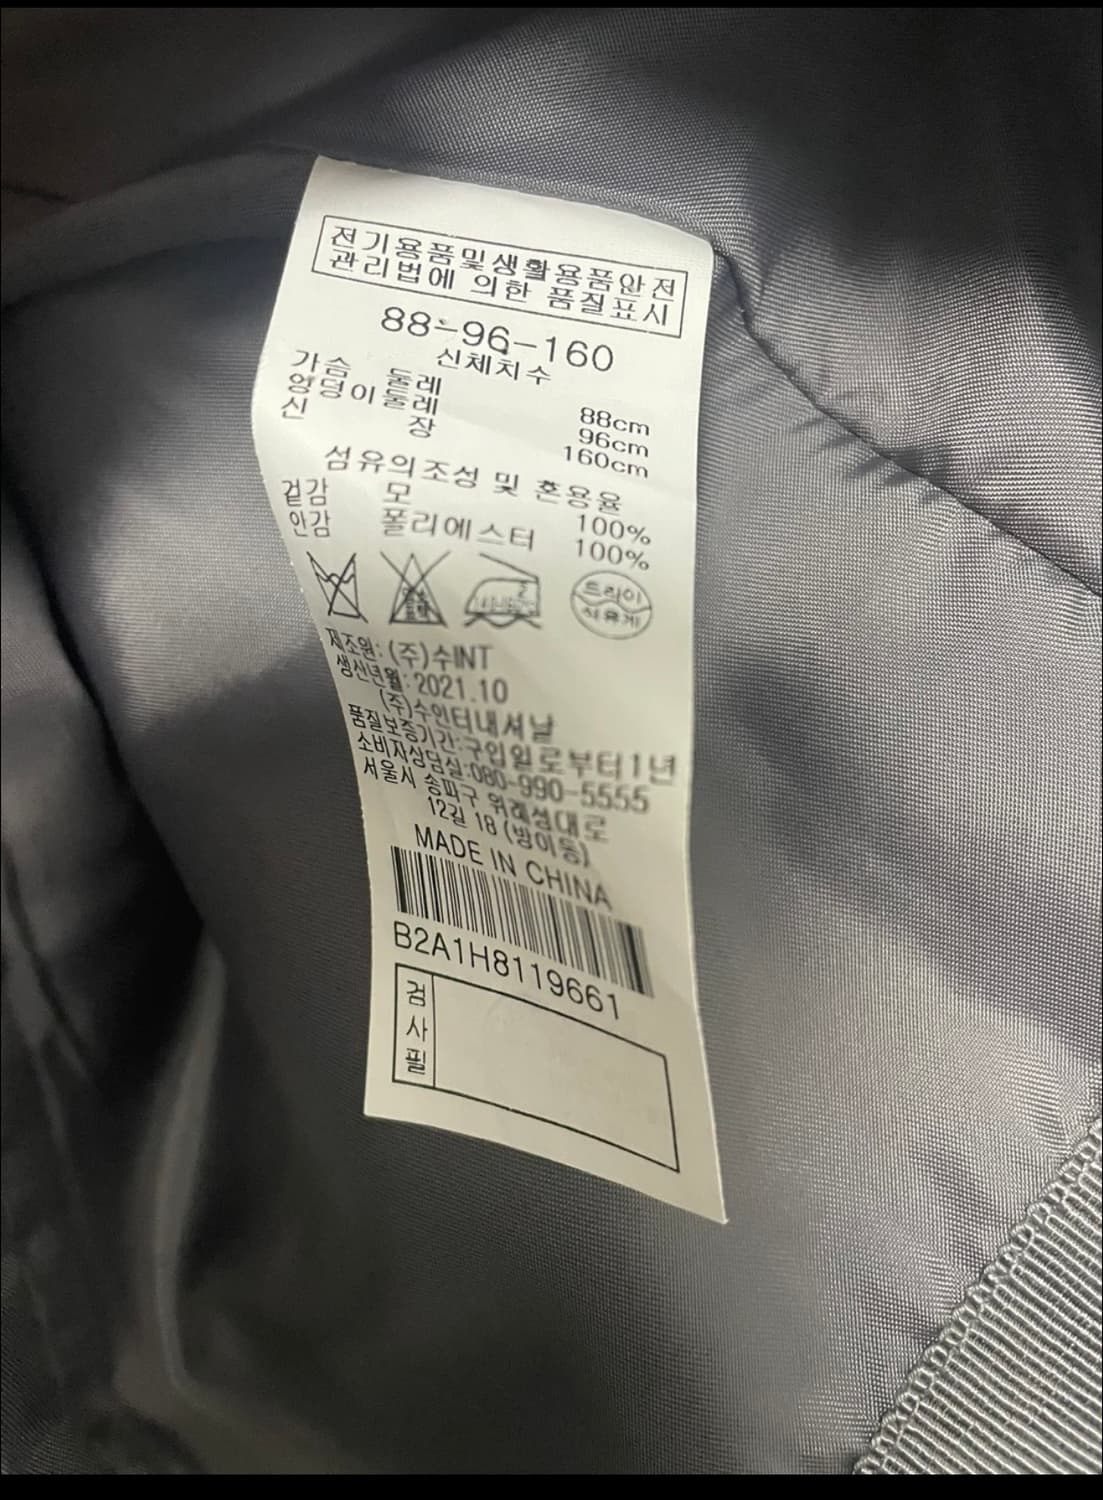 전기용품및생활용품안전
관리법에 의한 품질표시
88-96-160
신체치수
가슴 둘레 88cm
엉덩이둘레 96cm
신 장 160cm
섬유의조성 및 혼용율
겉감 모 100%
안감 폴리에스터 100%
드라이
석유계
제조원: (주)수INT
생산년월: 2021.10
(주)수인터내셔날
품질보증기간:구입일로부터1년
소비자상담실:080-990-5555
서울시 송파구 위례성대로
12길 18 (방이동)
MADE IN CHINA
B2A1H8119661
검
사
필